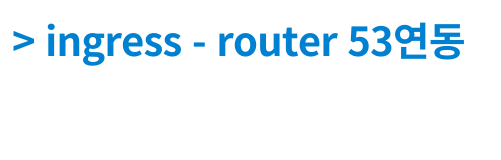 > ingress - router 53연동